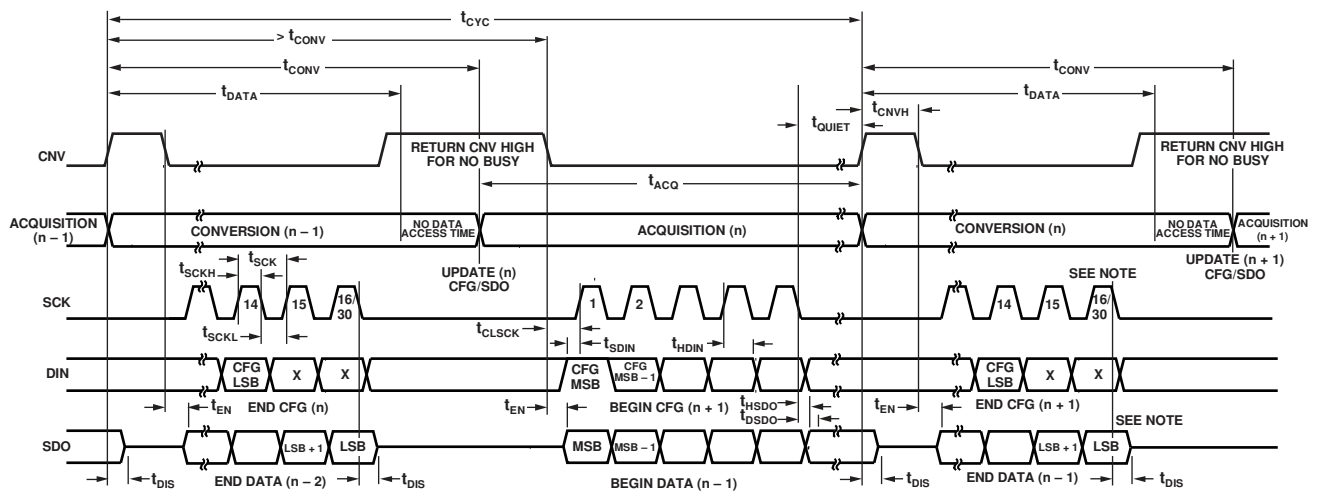 tCYC
> tCONV
tCONV
tCONV
tDATA
tDATA
tCNVH
tQUIET
CNV
RETURN CNV HIGH
FOR NO BUSY
RETURN CNV HIGH
FOR NO BUSY
tACQ
ACQUISITION
(n – 1)
CONVERSION (n – 1)
NO DATA
ACCESS TIME
ACQUISITION (n)
CONVERSION (n)
NO DATA
ACCESS TIME
ACQUISITION
(n + 1)
UPDATE (n)
CFG/SDO
UPDATE (n + 1)
CFG/SDO
tSCKH
tSCK
SEE NOTE
SCK
14
15
16/
30
1
2
14
15
16/
30
tSCKL
tCLSCK
tSDIN
tHDIN
DIN
CFG
LSB
X
X
CFG
MSB
CFG
MSB – 1
CFG
LSB
X
X
tEN
END CFG (n)
tEN
BEGIN CFG (n + 1)
tHSDO
tDSDO
tEN
END CFG (n + 1)
SEE NOTE
SDO
LSB + 1
LSB
MSB
MSB – 1
LSB + 1
LSB
tDIS
END DATA (n – 2)
tDIS
BEGIN DATA (n – 1)
tDIS
END DATA (n – 1)
tDIS